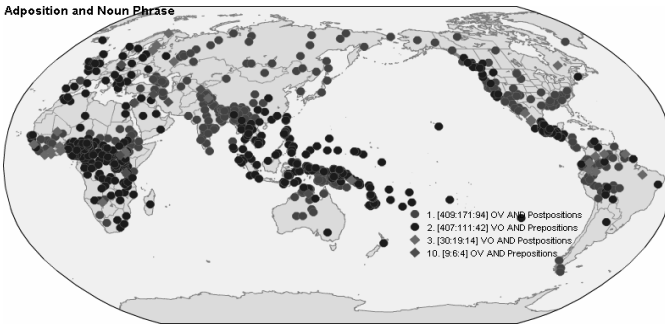 Adposition and Noun Phrase
1. [409:171:94] OV AND Postpositions
2. [407:111:42] VO AND Prepositions
3. [30:19:14] VO AND Postpositions
10. [9:6:4] OV AND Prepositions